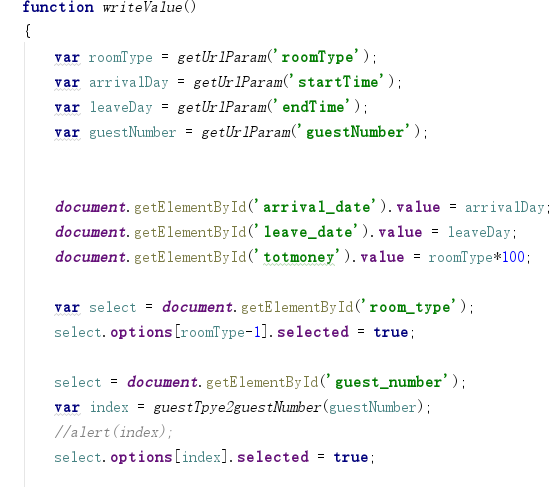 function writeValue()
{
var roomType = getUrlParam('roomType');
var arrivalDay = getUrlParam('startTime');
var leaveDay = getUrlParam('endTime');
var guestNumber = getUrlParam('guestNumber');
document.getElementById('arrival_date').value = arrivalDay;
document.getElementById('leave_date').value = leaveDay;
document.getElementById('totmoney').value = roomType*100;
var select = document.getElementById('room_type');
select.options[roomType-1].selected = true;
select = document.getElementById('guest_number');
var index = guestTpye2guestNumber(guestNumber);
//alert(index);
select.options[index].selected = true;